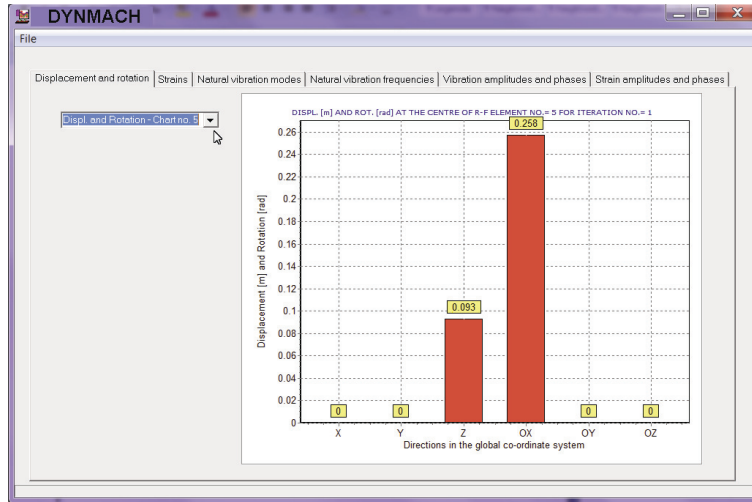 DYNMACH
File
Displacement and rotation
Strains
Natural vibration modes
Natural vibration frequencies
Vibration amplitudes and phases
Strain amplitudes and phases
Displ. and Rotation - Chart no. 5
DISPL. [m] AND ROT. [rad] AT THE CENTRE OF R-F ELEMENT NO.= 5 FOR ITERATION NO.= 1
Displacement [m] and Rotation [rad]
0.26
0.24
0.22
0.2
0.18
0.16
0.14
0.12
0.1
0.08
0.06
0.04
0.02
0
0
0
0.093
0.258
0
0
X
Y
Z
OX
OY
OZ
Directions in the global co-ordinate system